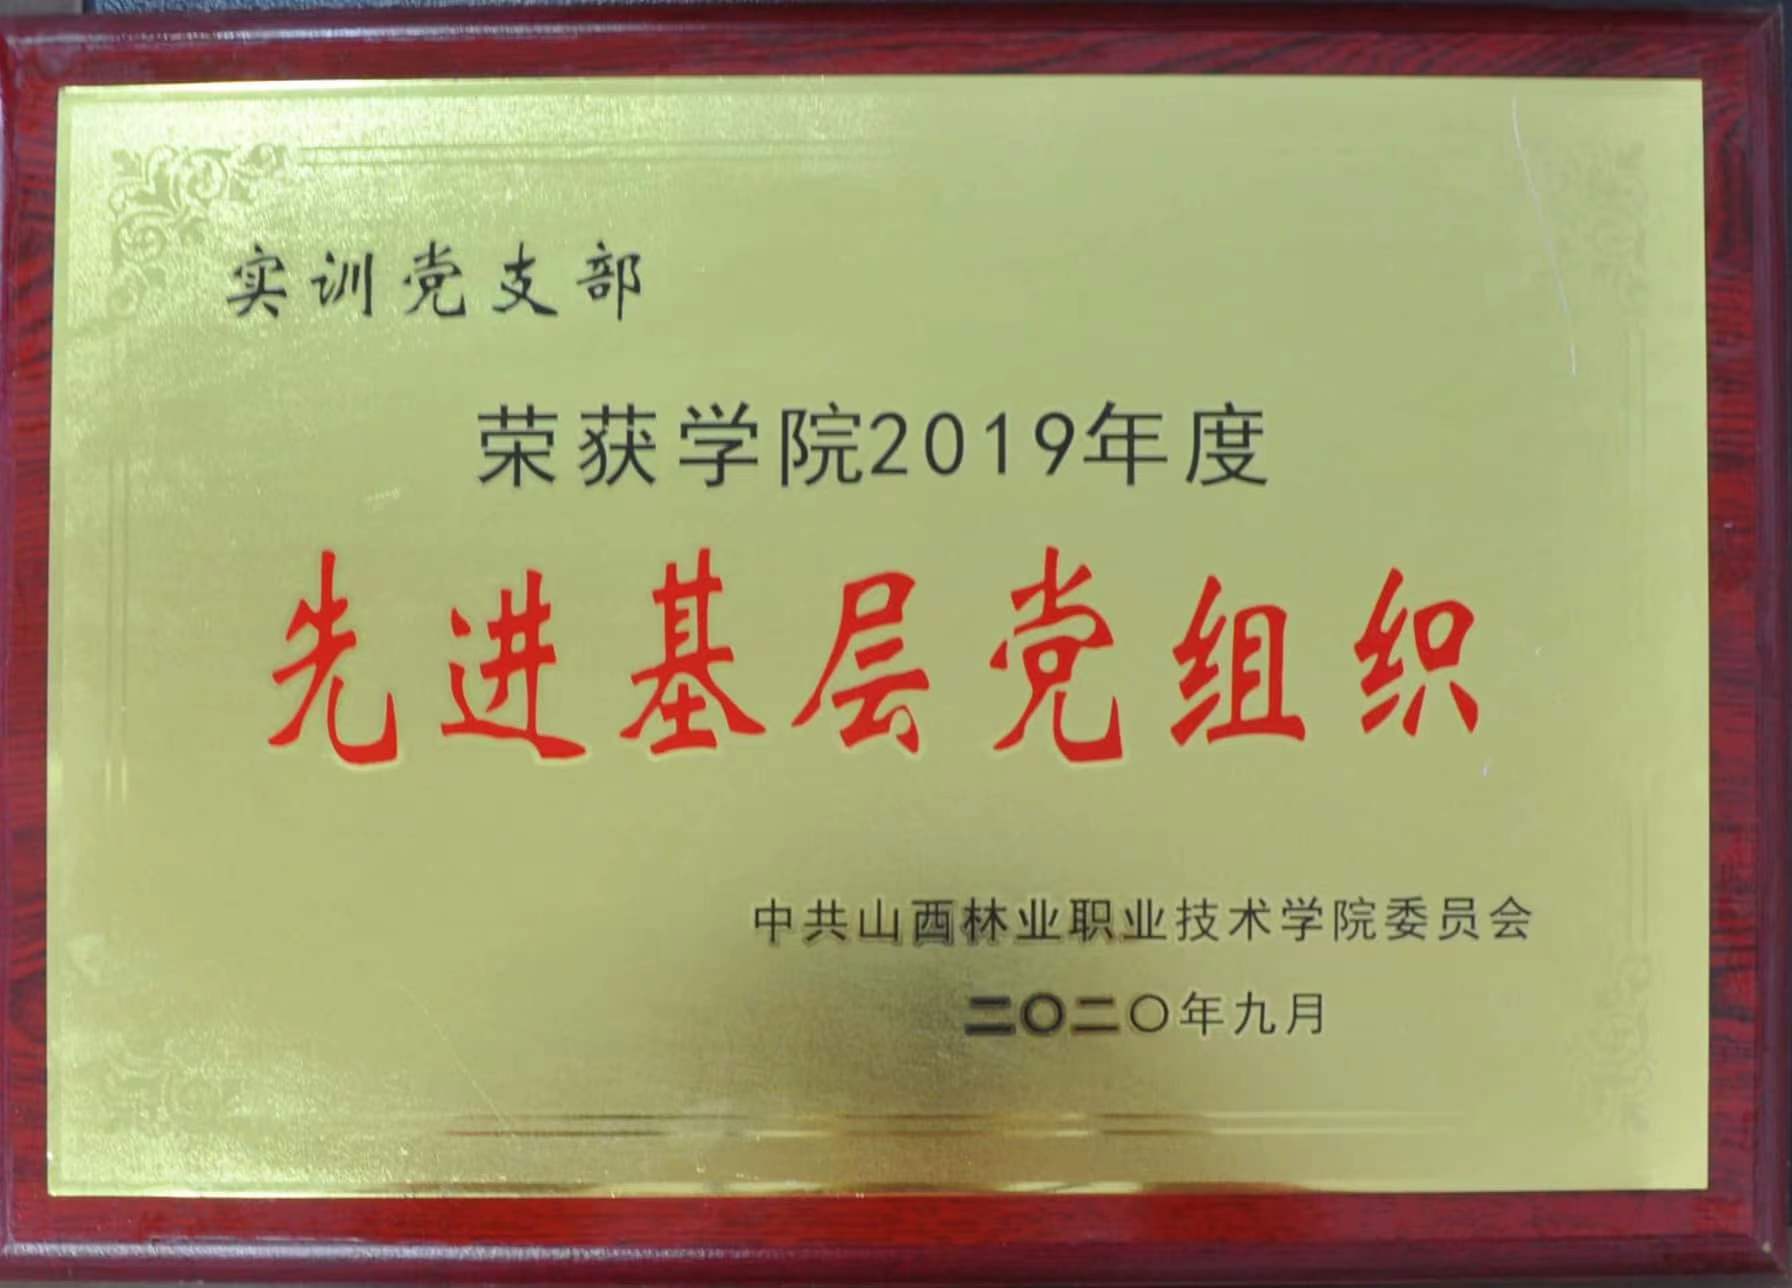 实训党支部
荣获学院2019年度
先进基层党组织
中共山西林业职业技术学院委员会
二〇二〇年九月